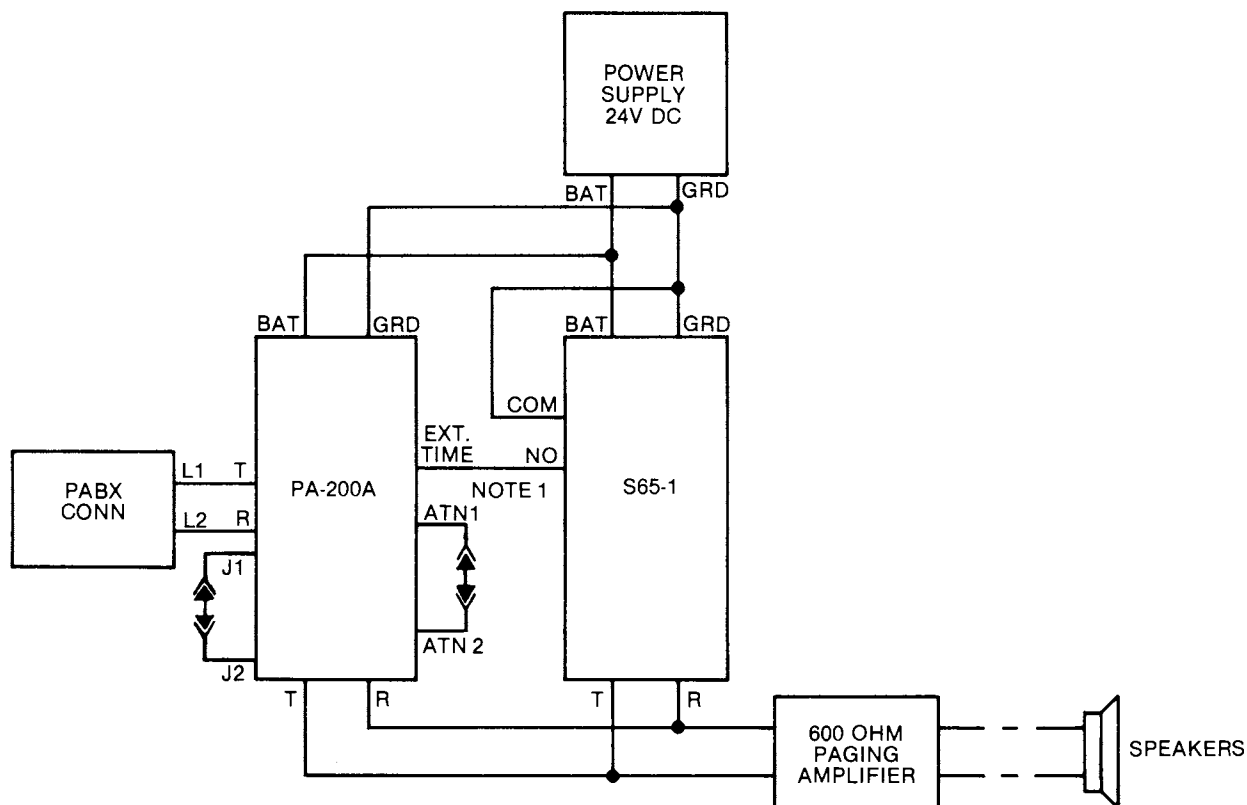 POWER
SUPPLY
24V DC
BAT
GRD
BAT
GRD
BAT
GRD
COM
EXT.
TIME
NO
NOTE 1
PABX
CONN
L1
T
L2
R
PA-200A
S65-1
J1
J2
ATN1
ATN 2
T
R
T
R
600 OHM
PAGING
AMPLIFIER
SPEAKERS